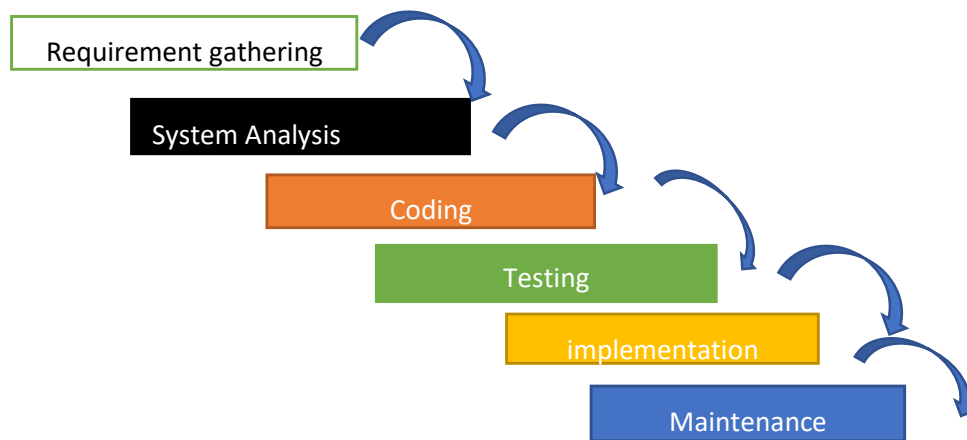 Requirement gathering
System Analysis
Coding
Testing
implementation
Maintenance